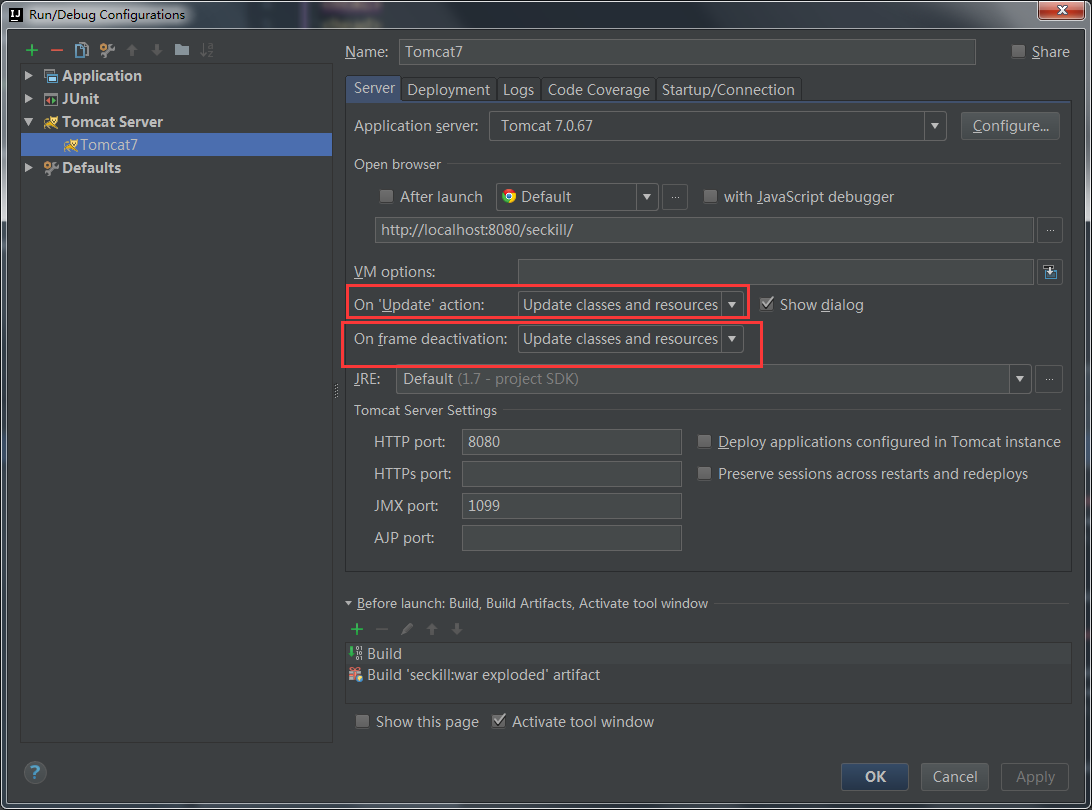 Run/Debug Configurations
Name: Tomcat7 Share
Application
JUnit
Tomcat Server
Tomcat7
Defaults
Server Deployment Logs Code Coverage Startup/Connection
Application server: Tomcat 7.0.67 Configure...
Open browser
After launch Default ... with JavaScript debugger
http://localhost:8080/seckill/ ...
VM options:
On 'Update' action: Update classes and resources Show dialog
On frame deactivation: Update classes and resources
JRE: Default (1.7 - project SDK) ...
Tomcat Server Settings
HTTP port: 8080 Deploy applications configured in Tomcat instance
HTTPs port: Preserve sessions across restarts and redeploys
JMX port: 1099
AJP port:
Before launch: Build, Build Artifacts, Activate tool window
Build
Build 'seckill:war exploded' artifact
Show this page Activate tool window
? OK Cancel Apply